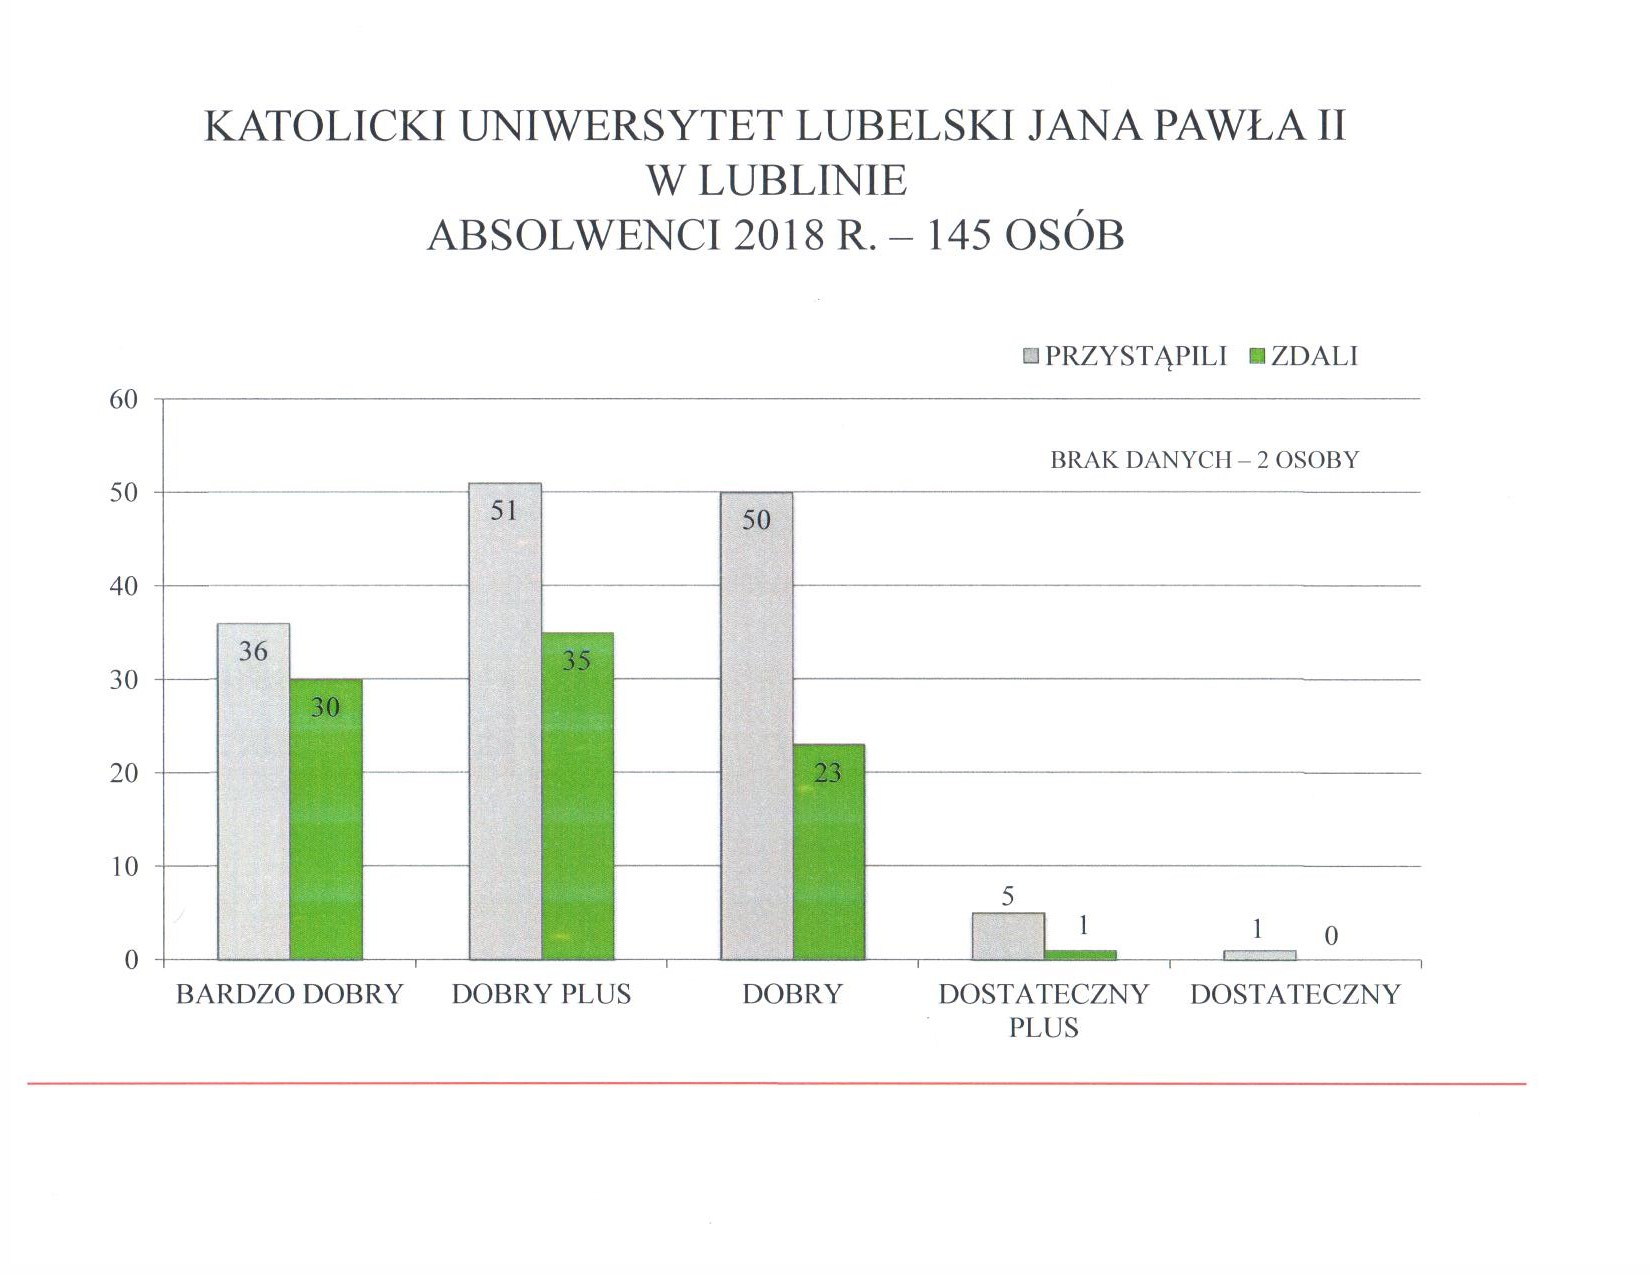 KATOLICKI UNIWERSYTET LUBELSKI JANA PAWŁA II
W LUBLINIE
ABSOLWENCI 2018 R. – 145 OSÓB
PRZYSTĄPILI ZDALI
60
BRAK DANYCH – 2 OSOBY
50
40
30
20
10
0
36
30
51
35
50
23
5
1
1
0
BARDZO DOBRY DOBRY PLUS DOBRY DOSTATECZNY DOSTATECZNY
PLUS